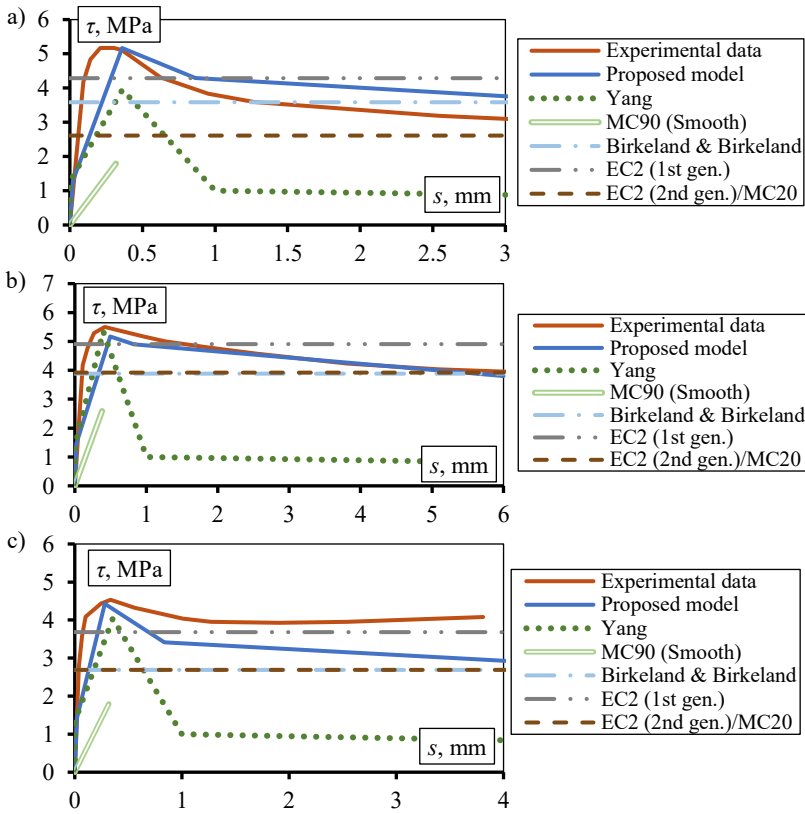 a)
τ, MPa
6
5
4
3
2
1
0
0 0.5 1 1.5 2 2.5 3
s, mm
Experimental data
Proposed model
Yang
MC90 (Smooth)
Birkeland & Birkeland
EC2 (1st gen.)
EC2 (2nd gen.)/MC20
b)
τ, MPa
7
6
5
4
3
2
1
0
0 1 2 3 4 5 6
s, mm
Experimental data
Proposed model
Yang
MC90 (Smooth)
Birkeland & Birkeland
EC2 (1st gen.)
EC2 (2nd gen.)/MC20
c)
τ, MPa
6
5
4
3
2
1
0
0 1 2 3 4
s, mm
Experimental data
Proposed model
Yang
MC90 (Smooth)
Birkeland & Birkeland
EC2 (1st gen.)
EC2 (2nd gen.)/MC20